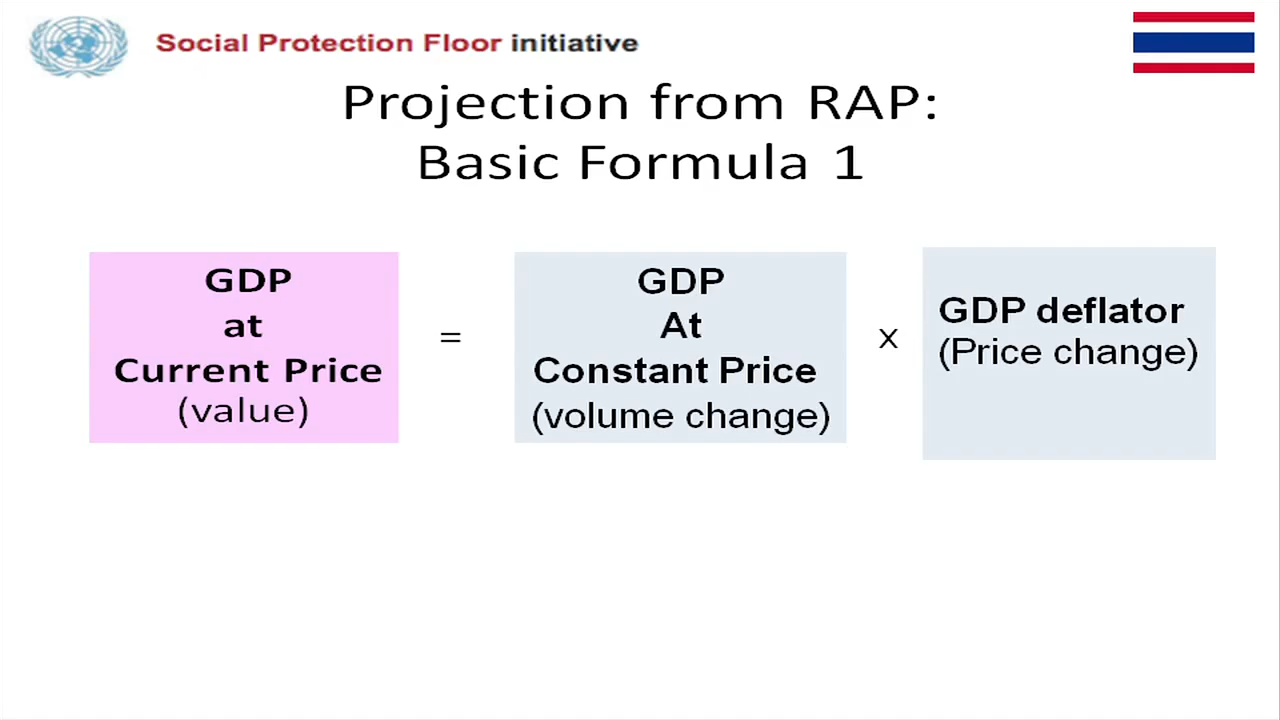 Social Protection Floor initiative
Projection from RAP:
Basic Formula 1
GDP
at
Current Price
(value)
=
GDP
At
Constant Price
(volume change)
x
GDP deflator
(Price change)